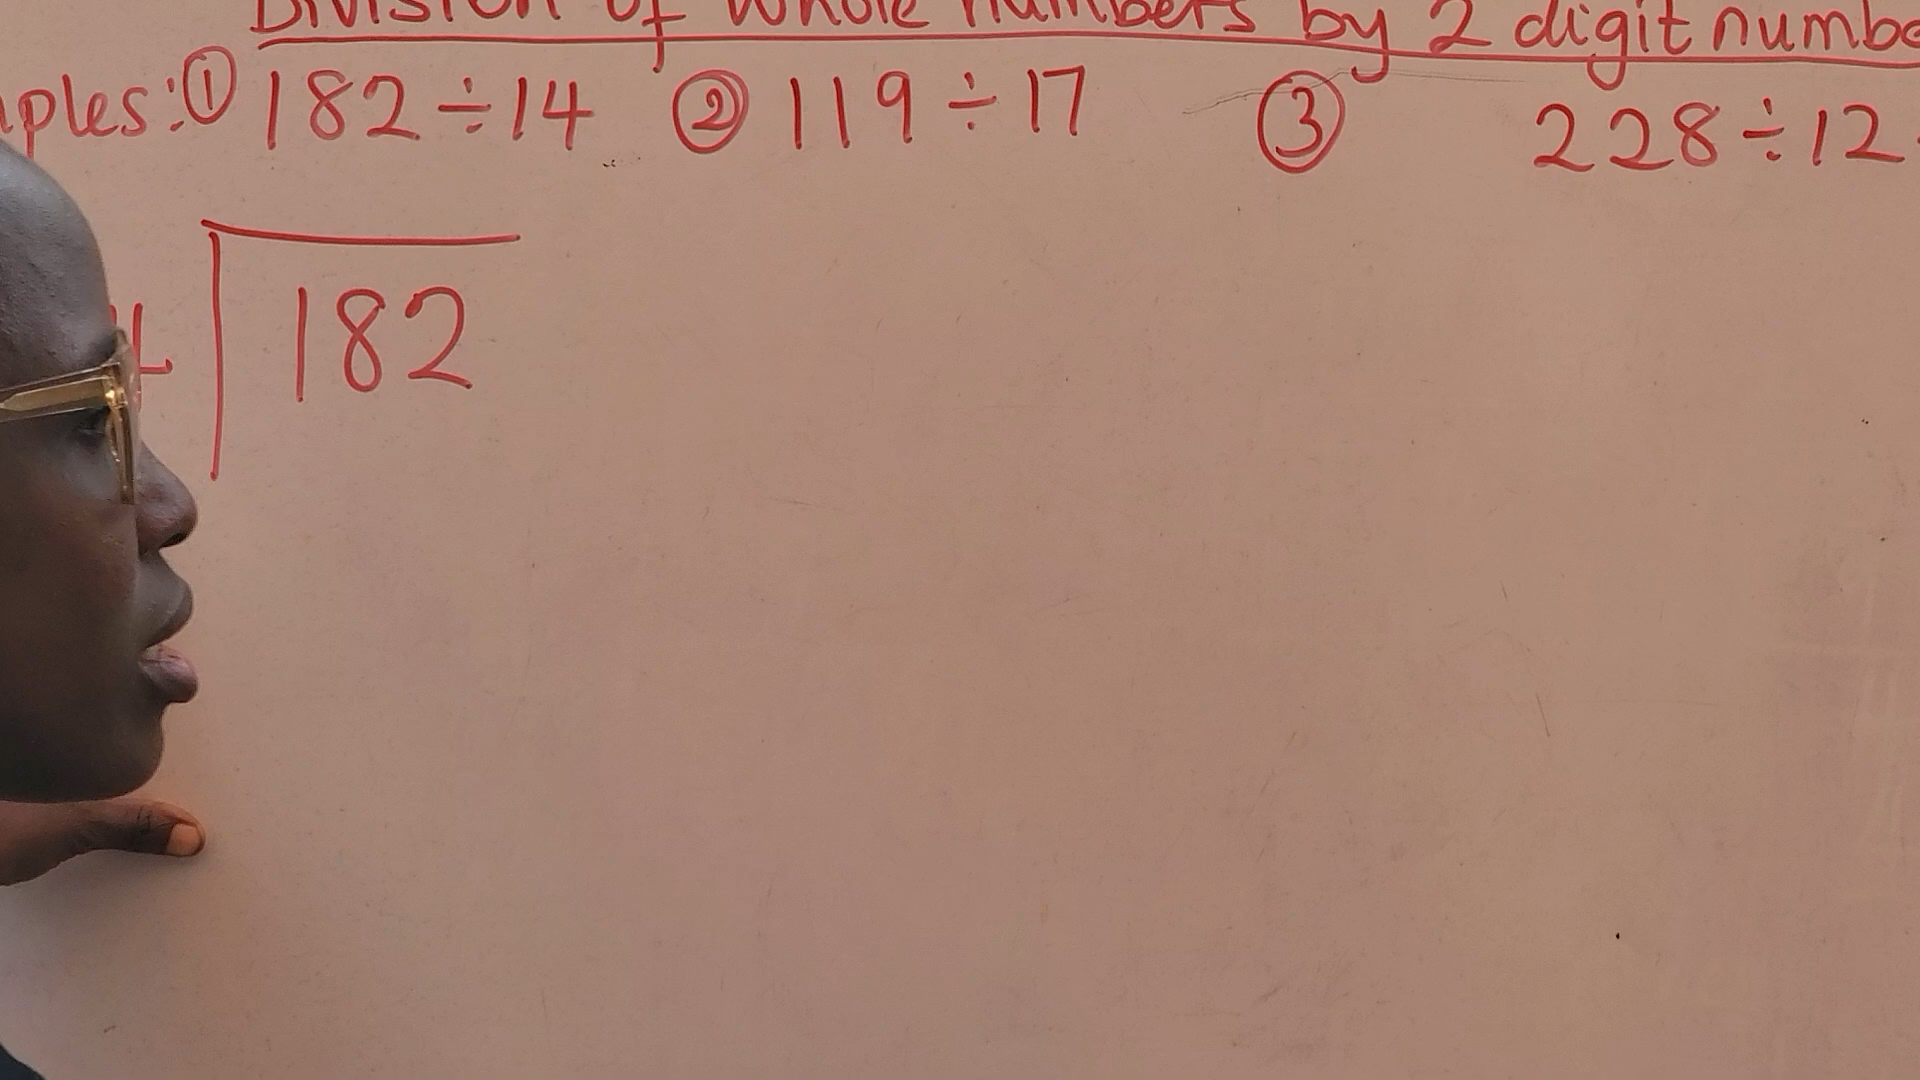 Division of whole numbers by 2 digit numbe
ples: ① 182 ÷ 14 ② 119 ÷ 17 ③ 228 ÷ 12
4 182